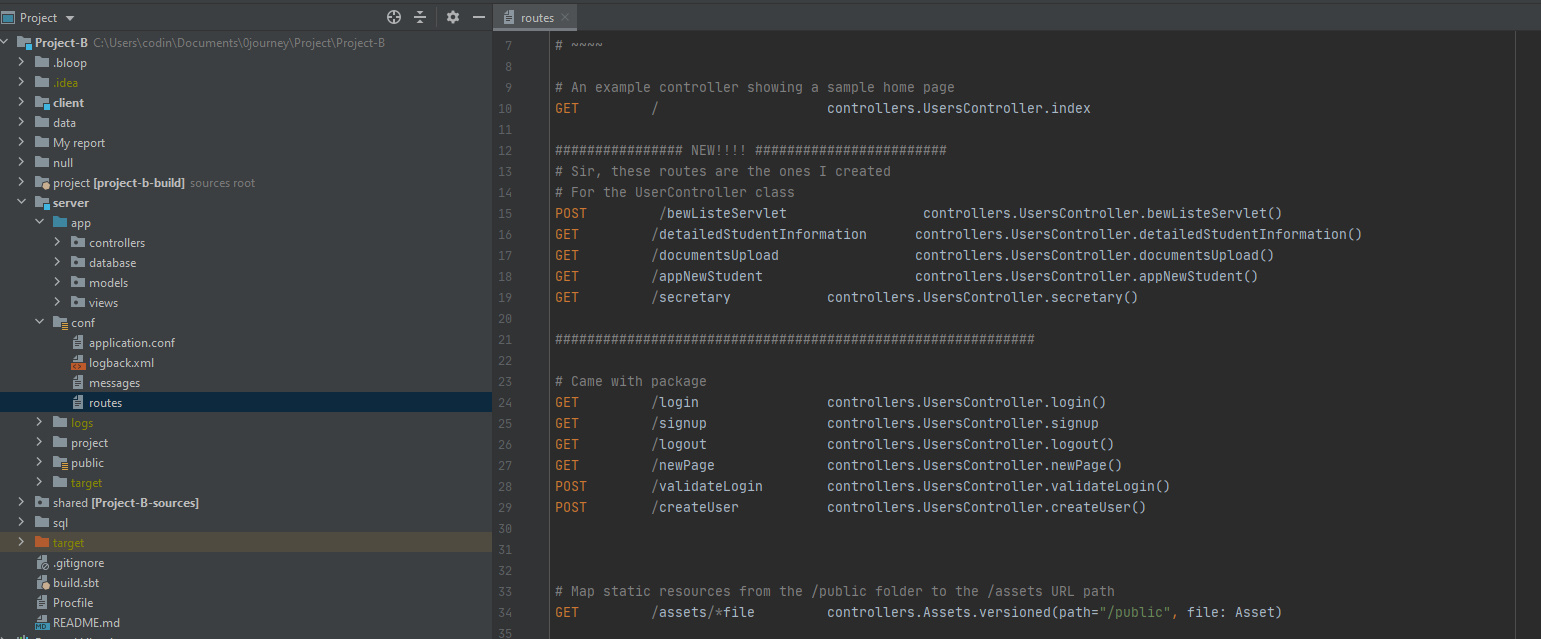 Project
Project-B C:\Users\codin\Documents\0journey\Project\Project-B
.bloop
.idea
client
data
My report
null
project [project-b-build] sources root
server
app
controllers
database
models
views
conf
application.conf
logback.xml
messages
routes
logs
project
public
target
shared [Project-B-sources]
sql
target
.gitignore
build.sbt
Procfile
README.md
routes
7 # ~~~~
8
9 # An example controller showing a sample home page
10 GET / controllers.UsersController.index
11
12 ################ NEW!!!! ########################
13 # Sir, these routes are the ones I created
14 # For the UserController class
15 POST /bewListeServlet controllers.UsersController.bewListeServlet()
16 GET /detailedStudentInformation controllers.UsersController.detailedStudentInformation()
17 GET /documentsUpload controllers.UsersController.documentsUpload()
18 GET /appNewStudent controllers.UsersController.appNewStudent()
19 GET /secretary controllers.UsersController.secretary()
20
21 ############################################################
22
23 # Came with package
24 GET /login controllers.UsersController.login()
25 GET /signup controllers.UsersController.signup
26 GET /logout controllers.UsersController.logout()
27 GET /newPage controllers.UsersController.newPage()
28 POST /validateLogin controllers.UsersController.validateLogin()
29 POST /createUser controllers.UsersController.createUser()
30
31
32
33 # Map static resources from the /public folder to the /assets URL path
34 GET /assets/*file controllers.Assets.versioned(path="/public", file: Asset)
35